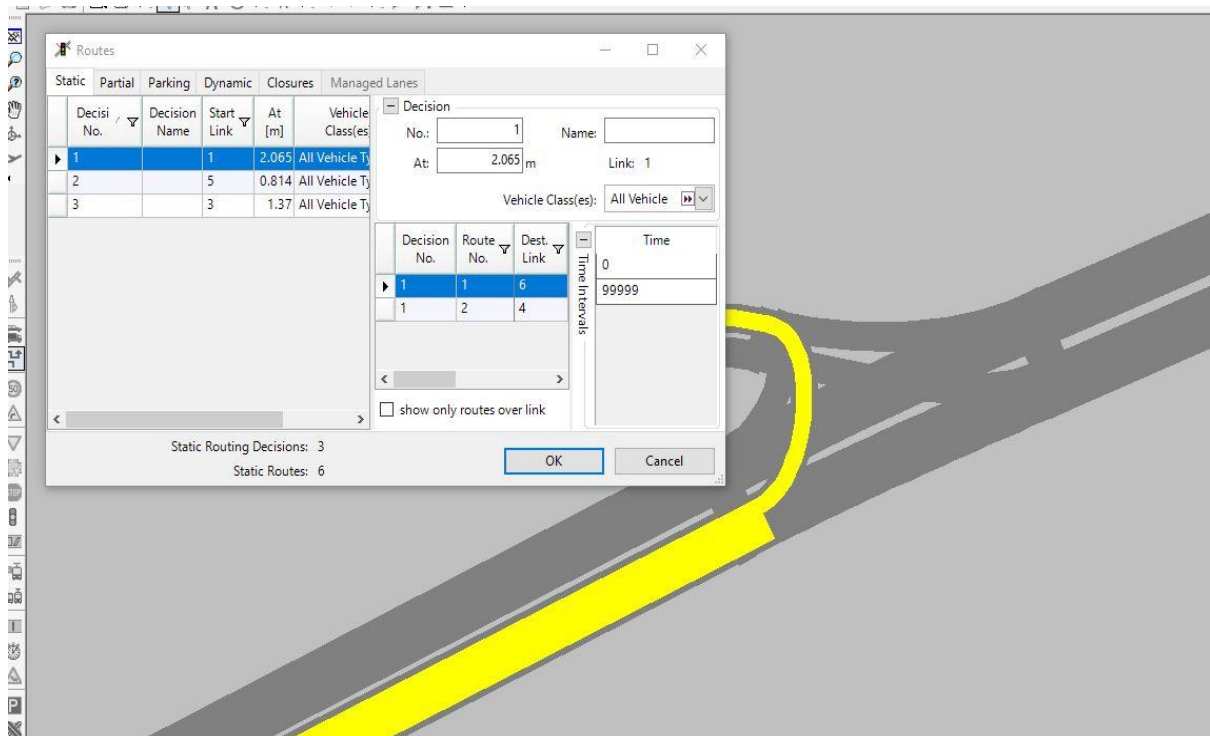 Routes
Static Partial Parking Dynamic Closures Managed Lanes
Decisi No. Decision Name Start Link At [m] Vehicle Class(es
1 1 2.065 All Vehicle Ty
2 5 0.814 All Vehicle Ty
3 3 1.37 All Vehicle Ty
Decision
No.: 1 Name:
At: 2.065 m Link: 1
Vehicle Class(es): All Vehicle
Decision No. Route No. Dest. Link
1 1 6
1 2 4
Time Intervals
Time
0
99999
show only routes over link
Static Routing Decisions: 3
Static Routes: 6
OK Cancel
50
STOP
P